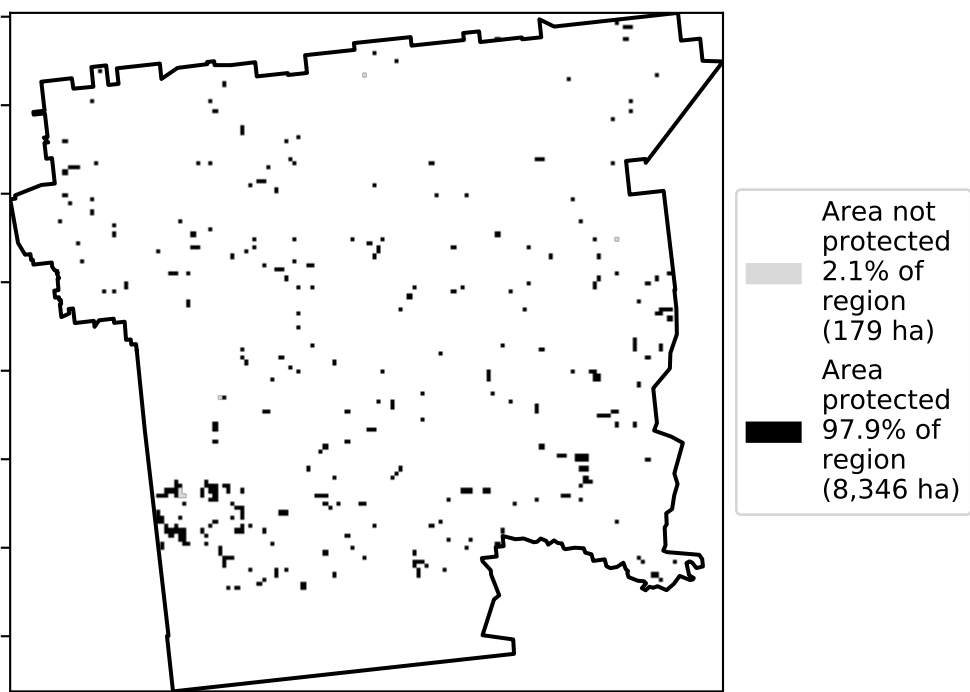 Area not
protected
2.1% of
region
(179 ha)
Area
protected
97.9% of
region
(8,346 ha)